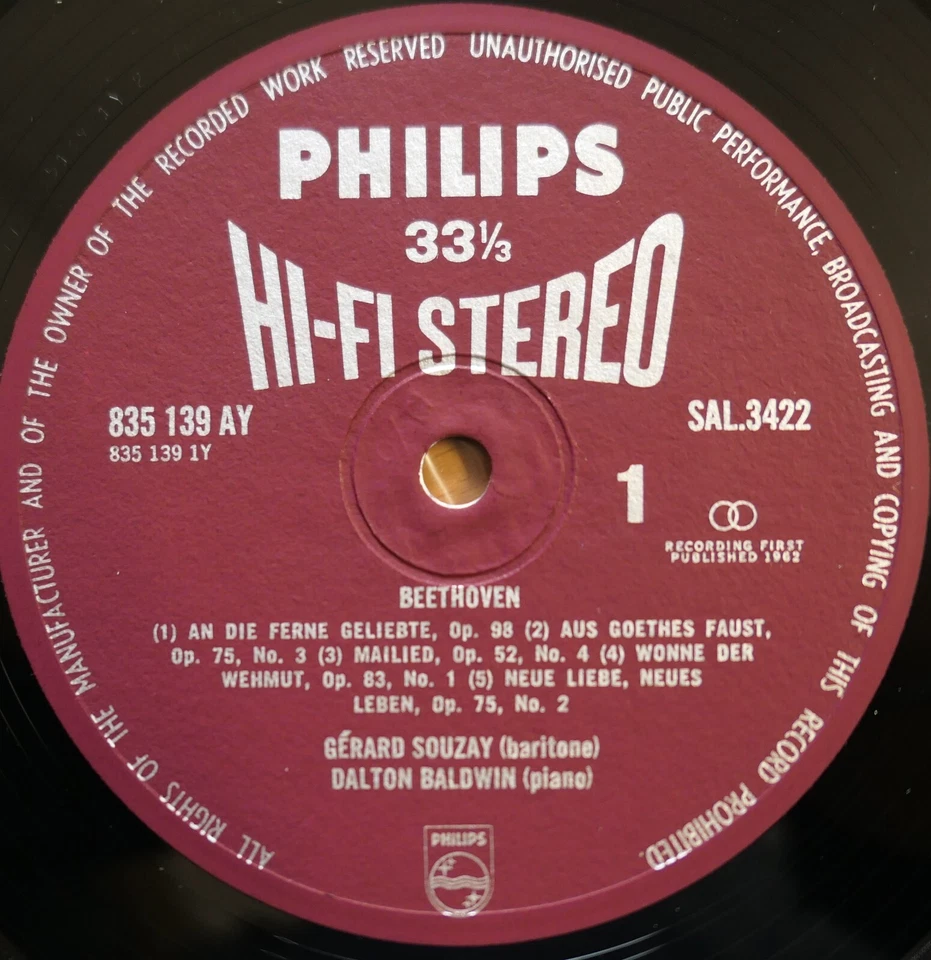 ALL RIGHTS OF THE MANUFACTURER AND OF THE OWNER OF THE RECORDED WORK RESERVED UNAUTHORISED PUBLIC PERFORMANCE, BROADCASTING AND COPYING OF THIS RECORD PROHIBITED.
PHILIPS
33⅓
HI-FI STEREO
835 139 AY
835 139 1Y
SAL.3422
1
RECORDING FIRST
PUBLISHED 1962
BEETHOVEN
(1) AN DIE FERNE GELIEBTE, Op. 98 (2) AUS GOETHES FAUST,
Op. 75, No. 3 (3) MAILIED, Op. 52, No. 4 (4) WONNE DER
WEHMUT, Op. 83, No. 1 (5) NEUE LIEBE, NEUES
LEBEN, Op. 75, No. 2
GÉRARD SOUZAY (baritone)
DALTON BALDWIN (piano)
PHILIPS